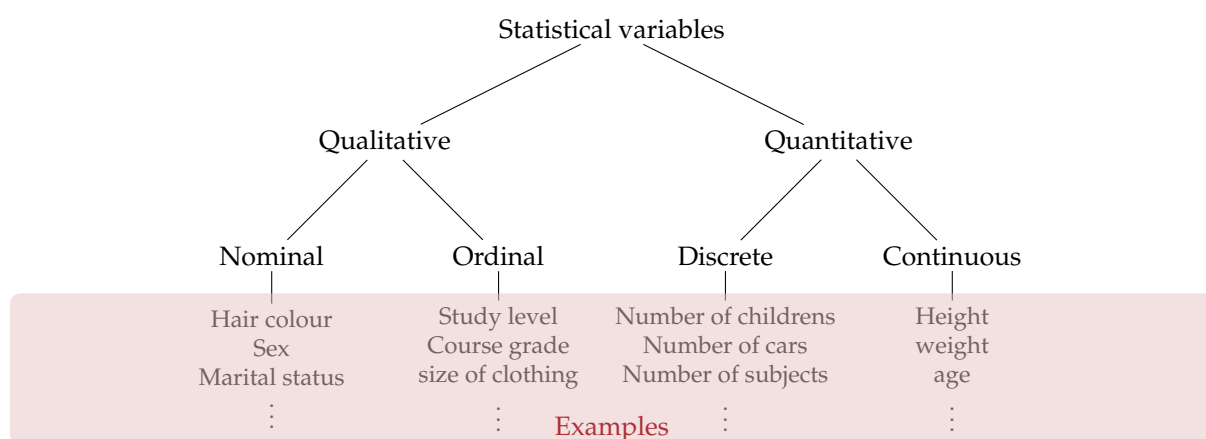 Statistical variables
Qualitative Quantitative
Nominal Ordinal Discrete Continuous
Hair colour Study level Number of childrens Height
Sex Course grade Number of cars weight
Marital status size of clothing Number of subjects age
⋮ ⋮ ⋮ ⋮
Examples